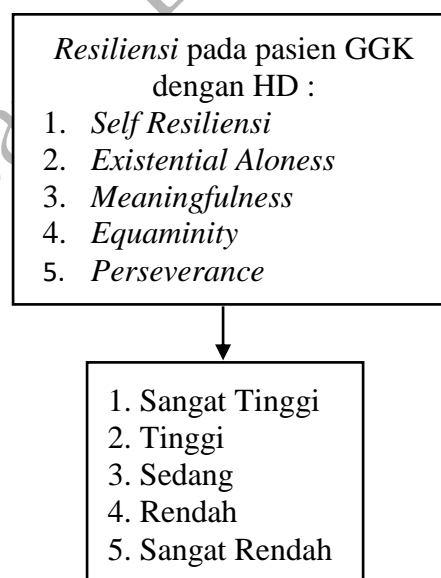 Resiliensi pada pasien GGK
dengan HD :
1. Self Resiliensi
2. Existential Aloness
3. Meaningfulness
4. Equaminity
5. Perseverance
1. Sangat Tinggi
2. Tinggi
3. Sedang
4. Rendah
5. Sangat Rendah